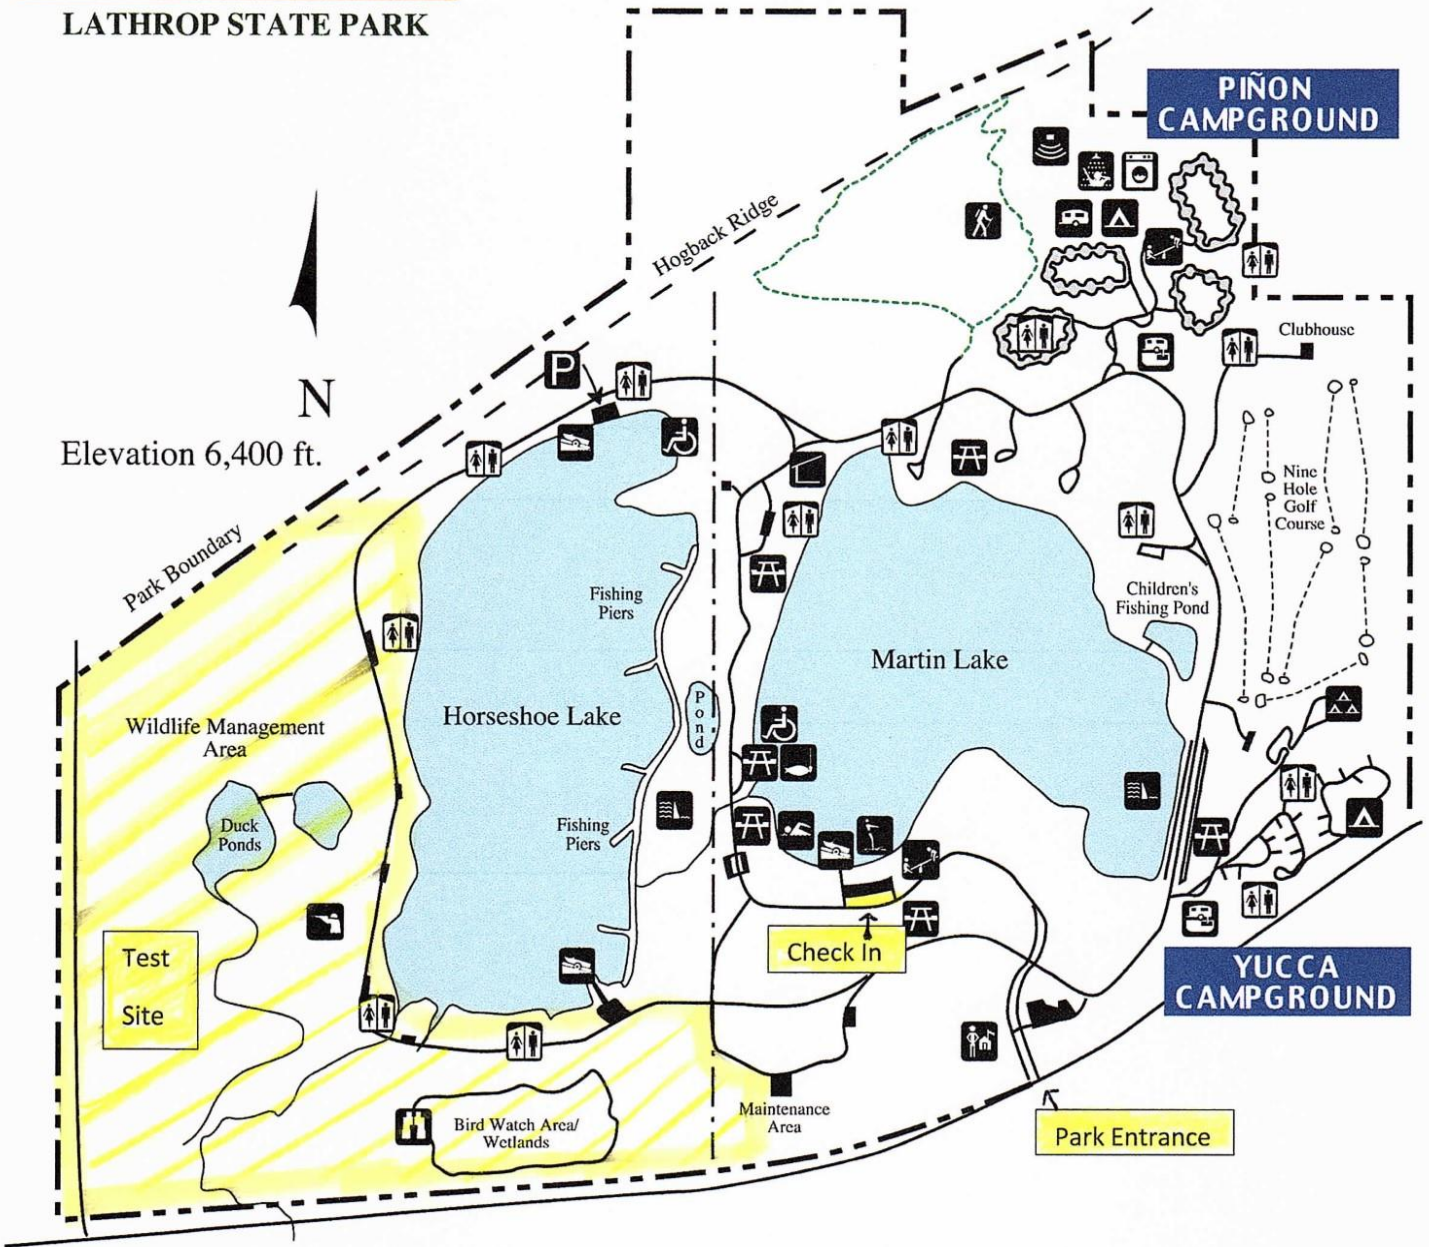 LATHROP STATE PARK
PIÑON
CAMPGROUND
Hogback Ridge
Clubhouse
P
N
Elevation 6,400 ft.
Nine
Hole
Golf
Course
Park Boundary
Fishing
Piers
Children's
Fishing Pond
Martin Lake
Horseshoe Lake
Pond
Wildlife Management
Area
Duck
Ponds
Fishing
Piers
Test
Site
Check In
YUCCA
CAMPGROUND
Bird Watch Area/
Wetlands
Maintenance
Area
Park Entrance